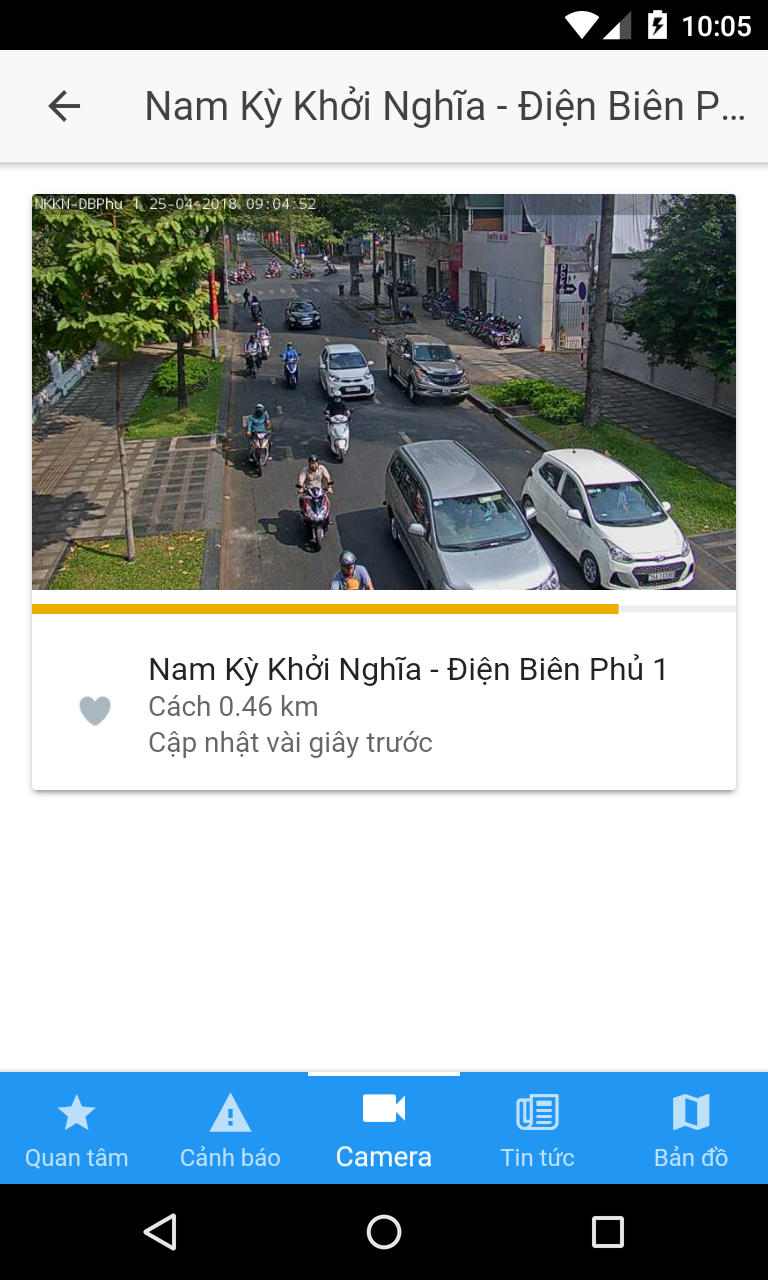 10:05
Nam Kỳ Khởi Nghĩa - Điện Biên P...
NKKN-DBPhu 1 25-04-2018 09:04:52
Nam Kỳ Khởi Nghĩa - Điện Biên Phủ 1
Cách 0.46 km
Cập nhật vài giây trước
Quan tâm
Cảnh báo
Camera
Tin tức
Bản đồ